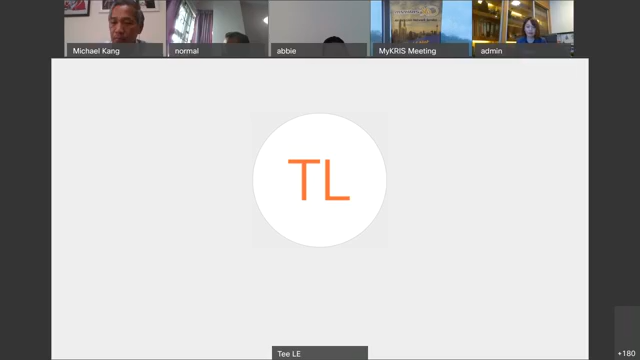 Michael Kang
normal
abbie
MyKRIS Meeting
admin
TL
Tee LE
+180